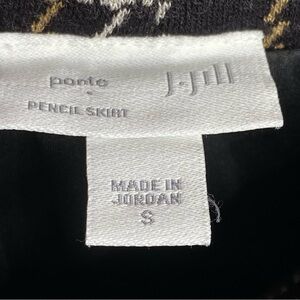 ponte J.Jill
PENCIL SKIRT
MADE IN
JORDAN
S